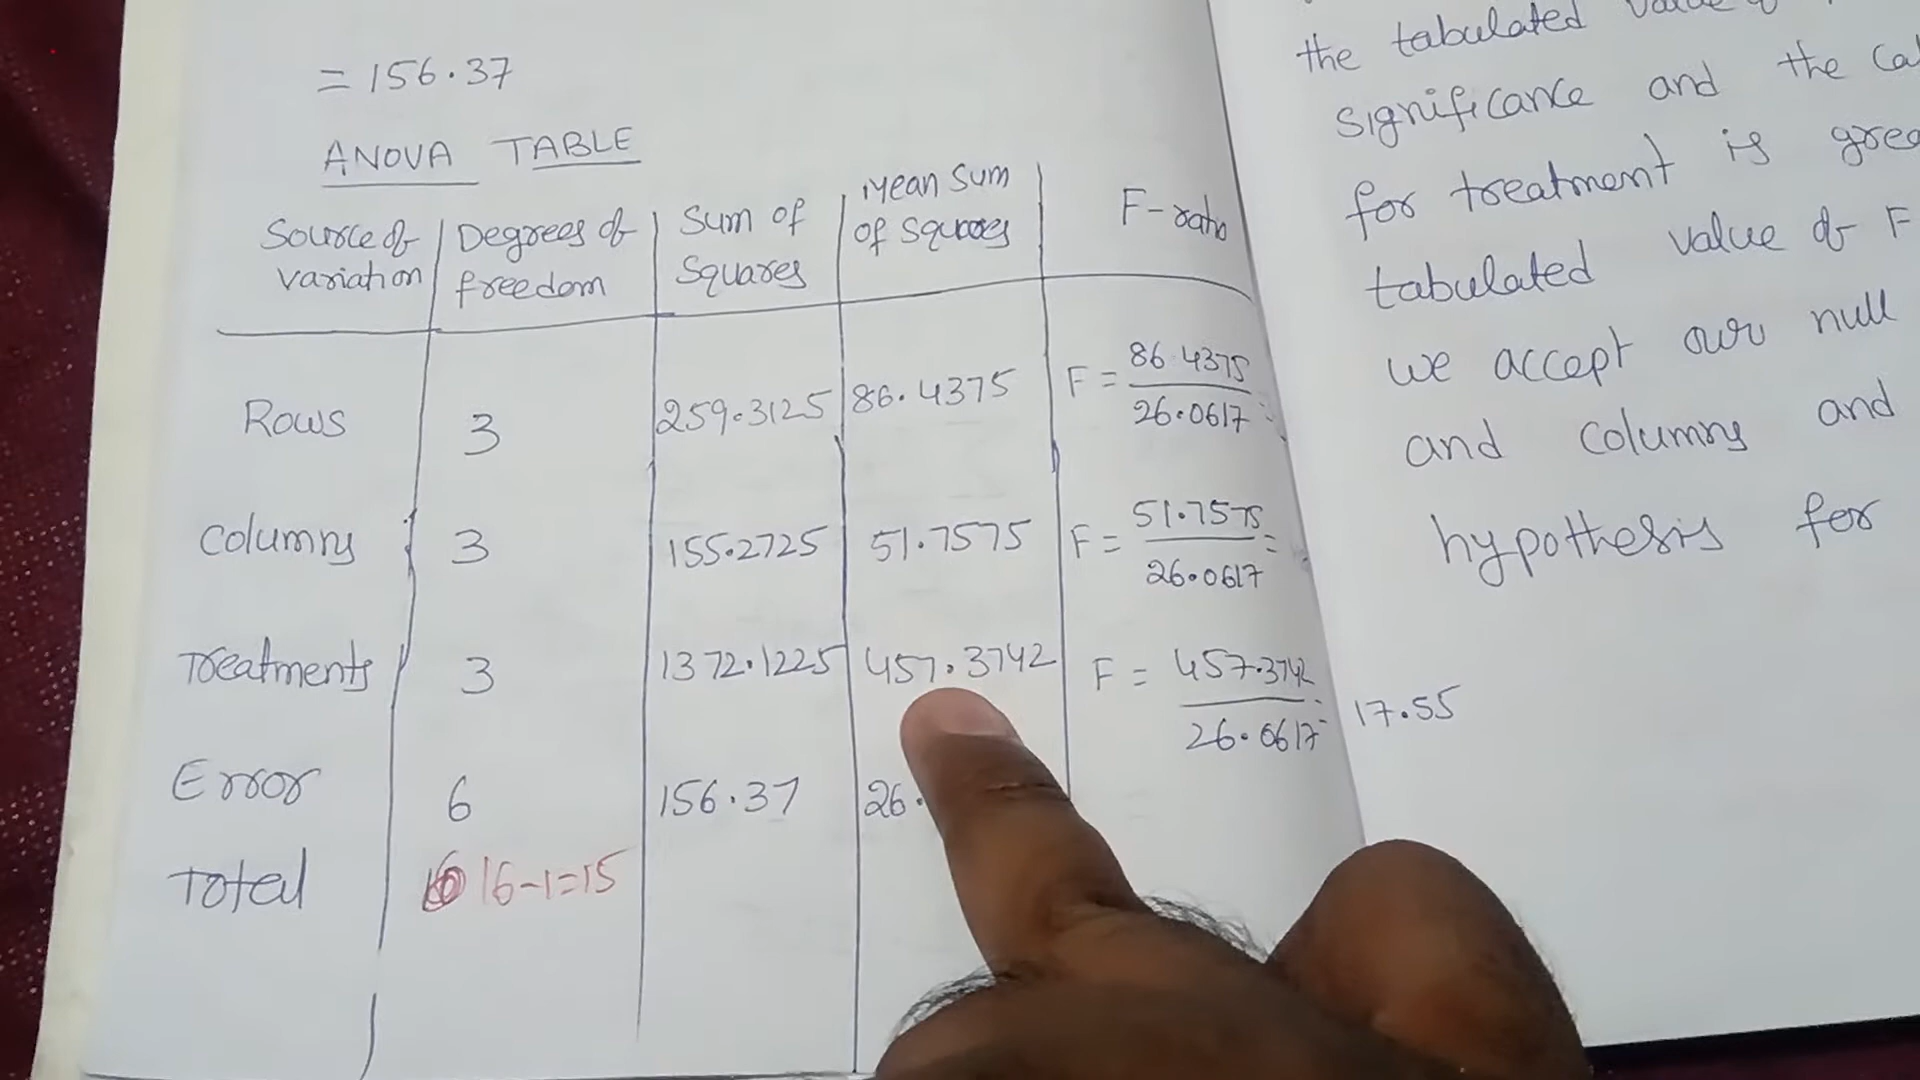 = 156.37
ANOVA TABLE
Source of variation | Degrees of freedom | Sum of Squares | Mean Sum of Squares | F-ratio
Rows | 3 | 259.3125 | 86.4375 | F = 86.4375 / 26.0617 =
Columns | 3 | 155.2725 | 51.7575 | F = 51.7575 / 26.0617 =
Treatments | 3 | 1372.1225 | 457.3742 | F = 457.3742 / 26.0617 = 17.55
Error | 6 | 156.37 | 26.
Total | 16-1=15
the tabulated value of
significance and the
for treatment is
tabulated value of F
we accept our null
and columns and
hypothesis for